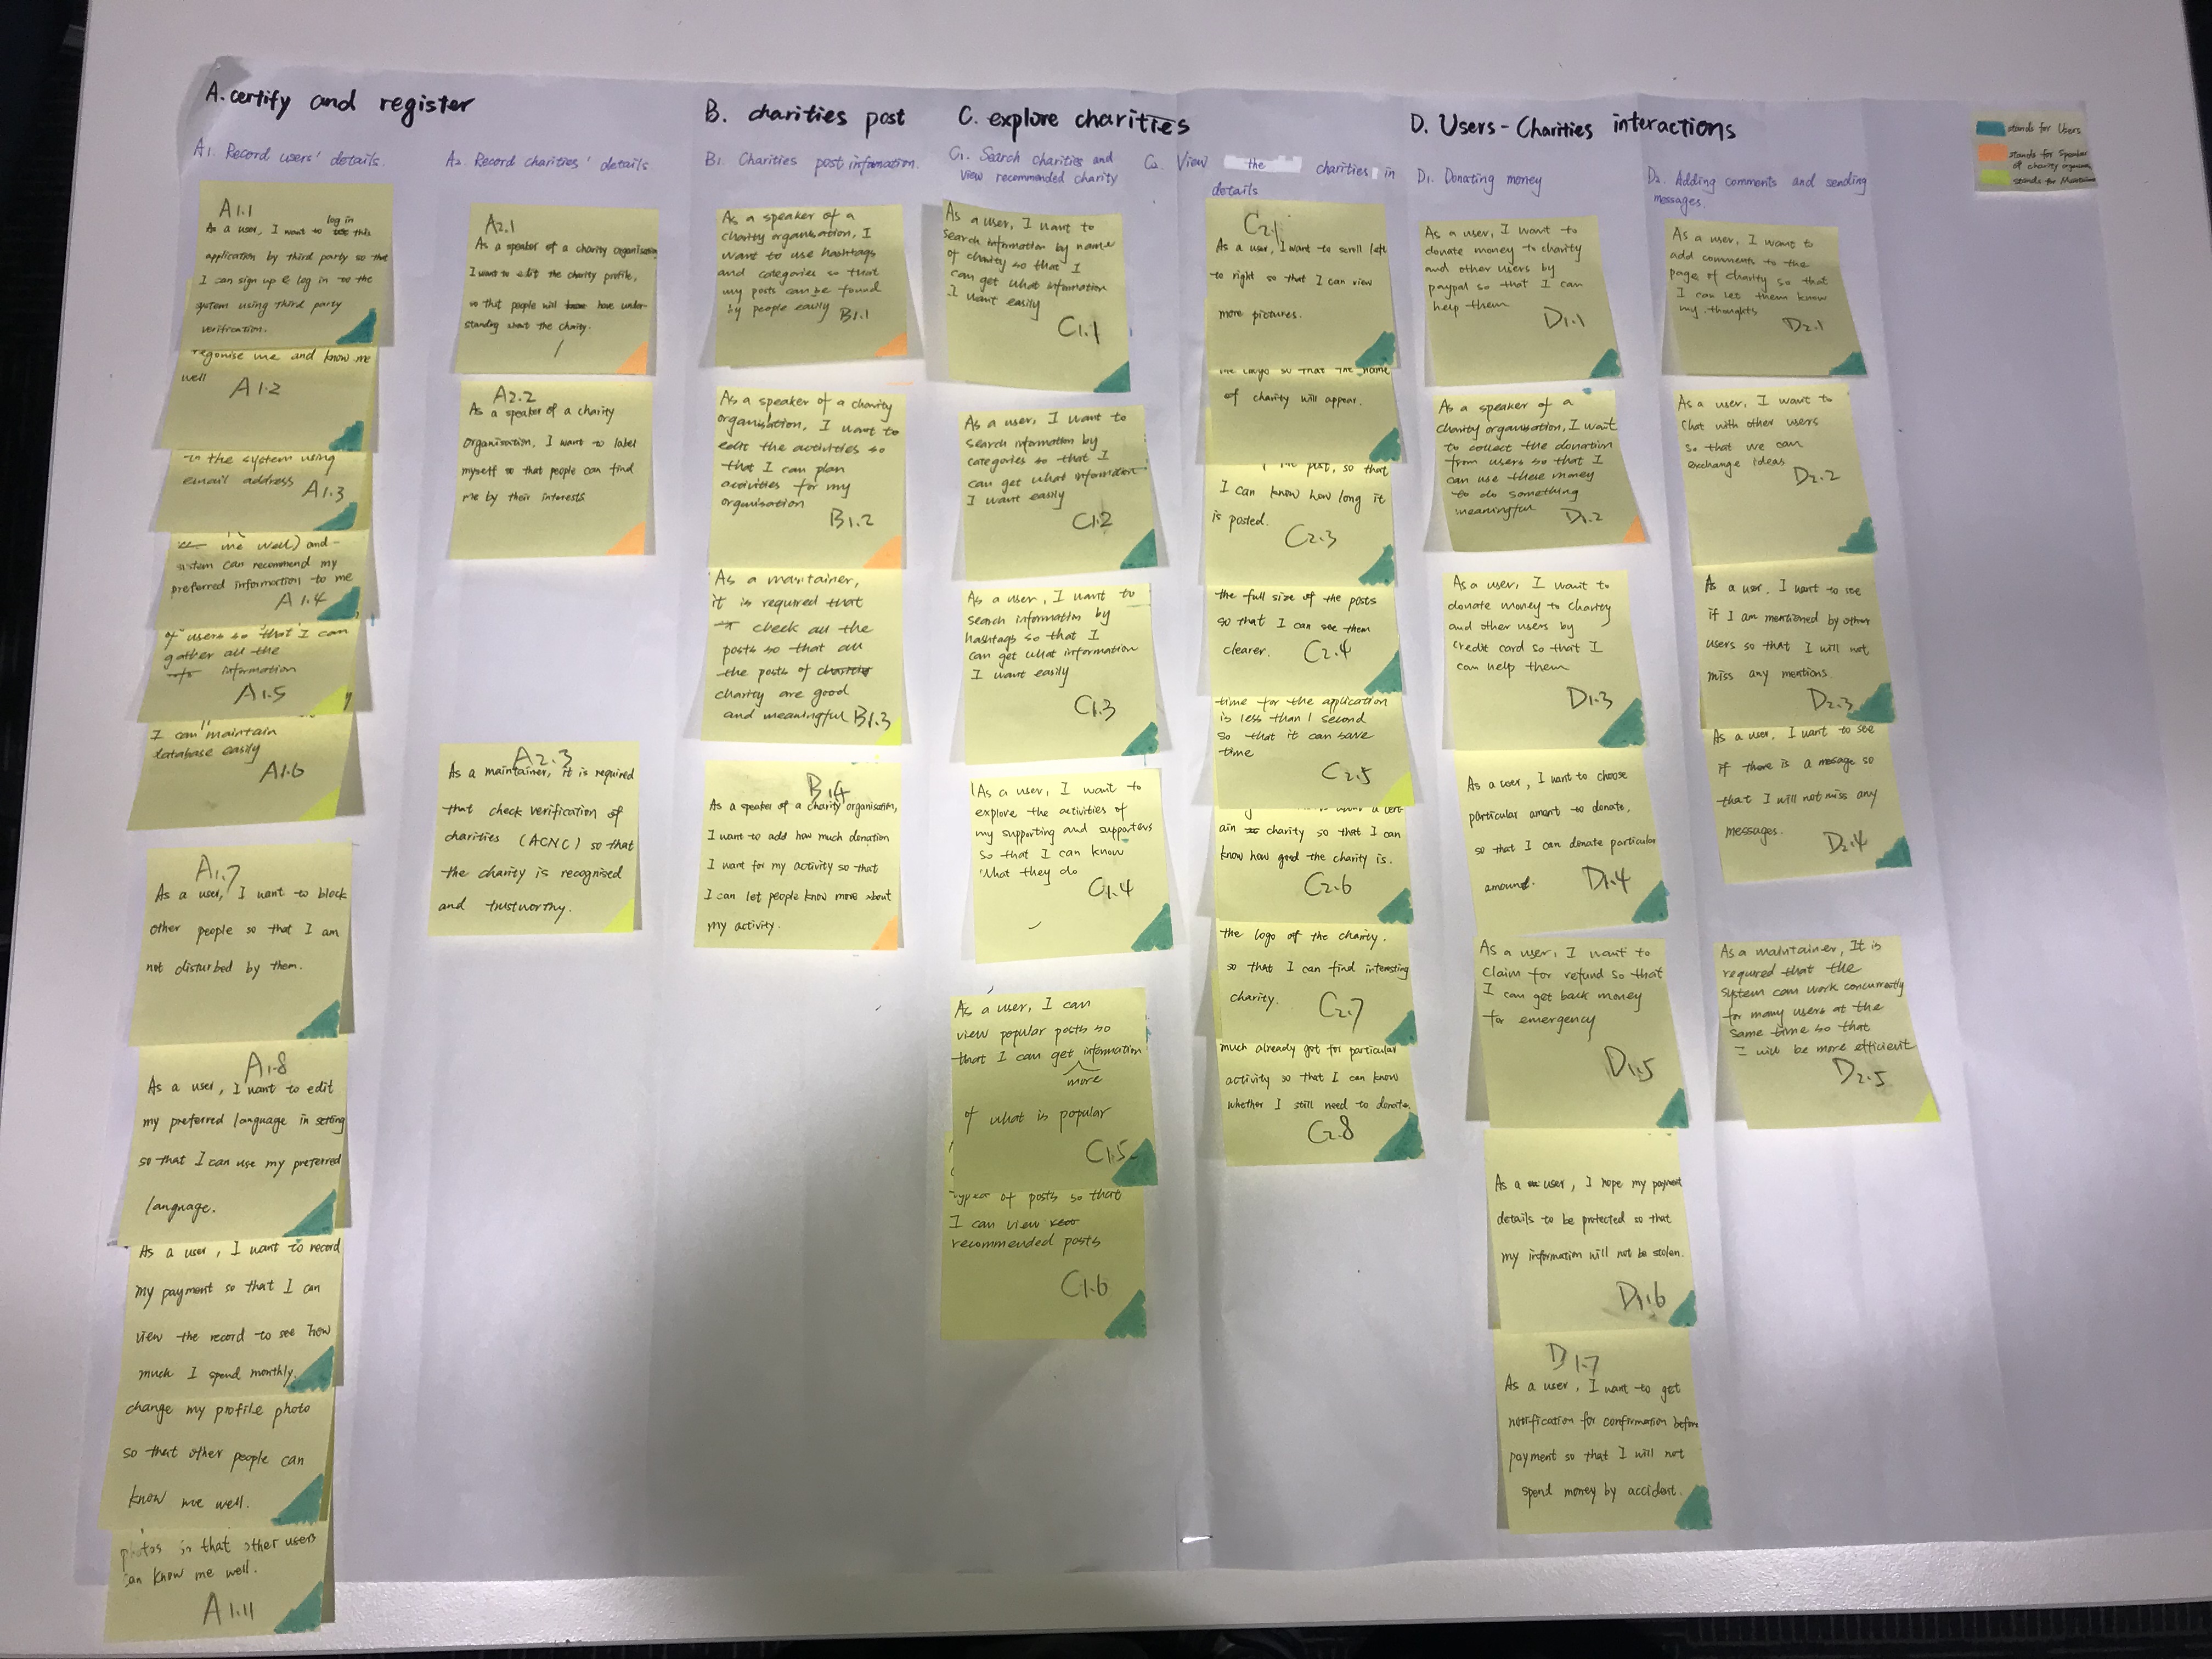 A. certify and register
A1. Record users' details.
A1.1
log in
As a user, I want to this
application by third party so that
I can sign up & log in to the
system using third party
verification.
regonise me and know me
well
A1.2
in the system using
email address
A1.3
me well) and
system can recommend my
preferred information to me
A1.4
of users so that I can
gather all the
information
A1.5
I can maintain
database easily
A1.6
A1.7
As a user, I want to block
other people so that I am
not disturbed by them.
A1.8
As a user, I want to edit
my preferred language in setting
so that I can use my preferred
language.
As a user, I want to record
my payment so that I can
view the record to see how
much I spend monthly.
change my profile photo
so that other people can
know me well.
photos so that other users
can know me well.
A1.11
A2. Record charities' details
A2.1
As a speaker of a charity organisation
I want to edit the charity profile,
so that people will have under-
standing about the charity.
A2.2
As a speaker of a charity
organisation, I want to label
myself so that people can find
me by their interests
A2.3
As a maintainer, it is required
that check verification of
charities (ACNC) so that
the charity is recognised
and trustworthy.
B. charities post
B1. Charities post information.
As a speaker of a
charity organisation, I
want to use hashtags
and categories so that
my posts can be found
by people easily
B1.1
As a speaker of a charity
organisation, I want to
edit the activities so
that I can plan
activities for my
organisation
B1.2
As a maintainer,
it is required that
check all the
posts so that all
the posts of
charity are good
and meaningful B1.3
B1.4
As a speaker of a charity organisation,
I want to add how much donation
I want for my activity so that
I can let people know more about
my activity.
C. explore charities
C1. Search charities and
view recommended charity
As a user, I want to
search information by name
of charity so that I
can get what information
I want easily
C1.1
As a user, I want to
search information by
categories so that I
can get what information
I want easily
C1.2
As a user, I want to
search information by
hashtags so that I
can get what information
I want easily
C1.3
As a user, I want to
explore the activities of
my supporting and supporters
so that I can know
what they do
C1.4
As a user, I can
view popular posts so
that I can get information
more
of what is popular
C1.5
types of posts so that
I can view
recommended posts
C1.6
C2. View the charities in
details
C2.1
As a user, I want to scroll left
to right so that I can view
more pictures.
the logo so that the name
of charity will appear.
the post, so that
I can know how long it
is posted.
C2.3
the full size of the posts
so that I can see them
clearer.
C2.4
time for the application
is less than 1 second
so that it can save
time
C2.5
a cert-
ain charity so that I can
know how good the charity is.
C2.6
the logo of the charity.
so that I can find interesting
charity.
C2.7
much already got for particular
activity so that I can know
whether I still need to donate.
C2.8
D. Users-Charities interactions
D1. Donating money
As a user, I want to
donate money to charity
and other users by
paypal so that I can
help them
D1.1
As a speaker of a
charity organisation, I want
to collect the donation
from users so that I
can use these money
to do something
meaningful
D1.2
As a user, I want to
donate money to charity
and other users by
credit card so that I
can help them
D1.3
As a user, I want to choose
particular amont to donate,
so that I can donate particular
amount.
D1.4
As a user, I want to
claim for refund so that
I can get back money
for emergency
D1.5
As a user, I hope my payment
details to be protected so that
my information will not be stolen.
D1.6
D1.7
As a user, I want to get
notification for confirmation before
payment so that I will not
spend money by accident.
D2. Adding comments and sending
messages.
As a user, I want to
add comments to the
page of charity so that
I can let them know
my thoughts
D2.1
As a user, I want to
chat with other users
so that we can
exchange ideas
D2.2
As a user, I want to see
if I am mentioned by other
users so that I will not
miss any mentions.
D2.3
As a user, I want to see
if there is a message so
that I will not miss any
messages.
D2.4
As a maintainer, It is
required that the
system can work concurrently
for many users at the
same time so that
I will be more efficient
D2.5
stands for Users
stands for Speaker
of charity organ
stands for